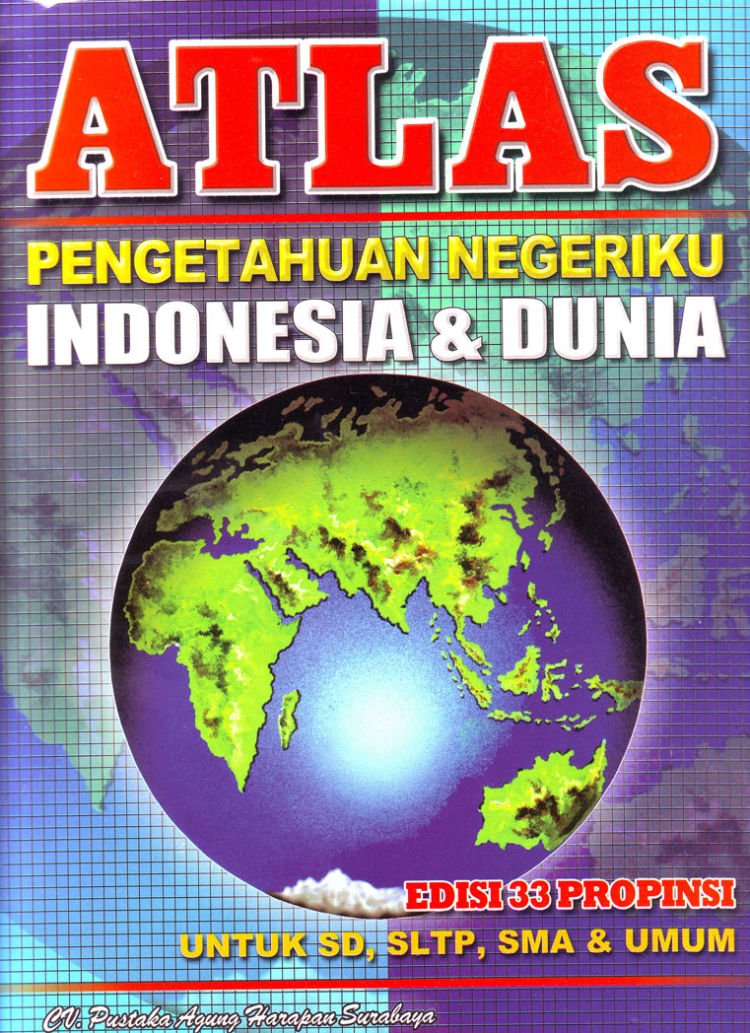 ATLAS
PENGETAHUAN NEGERIKU
INDONESIA & DUNIA
EDISI 33 PROPINSI
UNTUK SD, SLTP, SMA & UMUM
CV. Pustaka Agung Harapan Surabaya